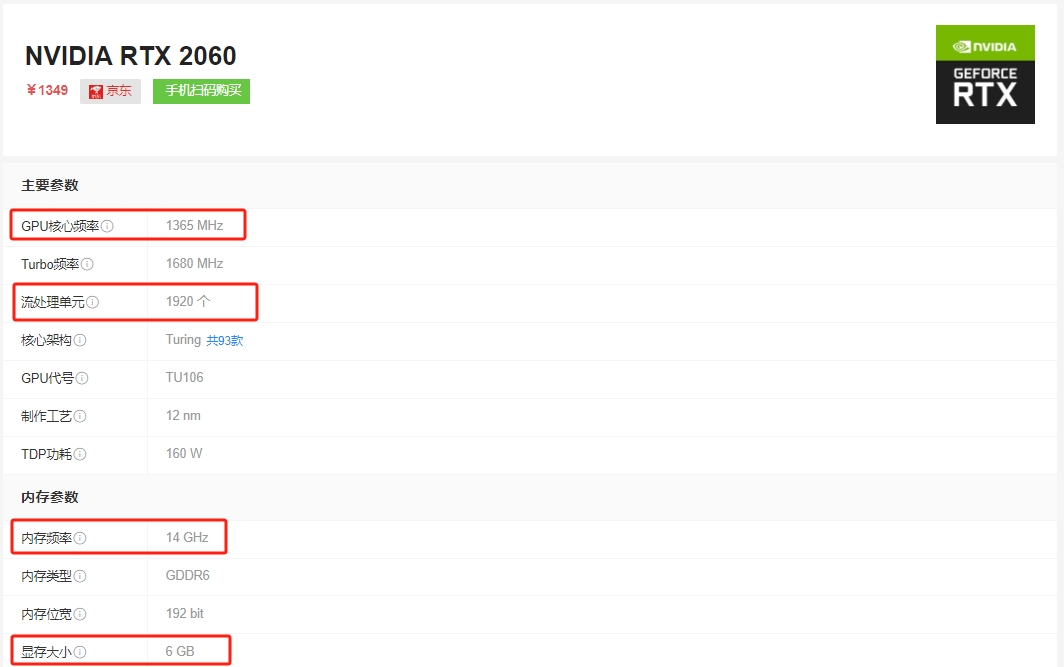 NVIDIA RTX 2060
￥1349 京东 手机扫码购买
NVIDIA
GEFORCE
RTX
主要参数
GPU核心频率 1365 MHz
Turbo频率 1680 MHz
流处理单元 1920 个
核心架构 Turing 共93款
GPU代号 TU106
制作工艺 12 nm
TDP功耗 160 W
内存参数
内存频率 14 GHz
内存类型 GDDR6
内存位宽 192 bit
显存大小 6 GB